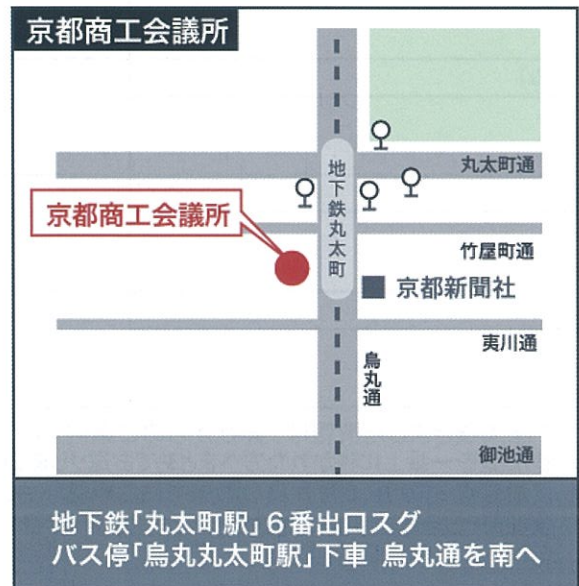 京都商工会議所
丸太町通
地下鉄丸太町
京都商工会議所
竹屋町通
京都新聞社
夷川通
烏丸通
御池通
地下鉄「丸太町駅」6番出口スグ
バス停「烏丸丸太町駅」下車 烏丸通を南へ